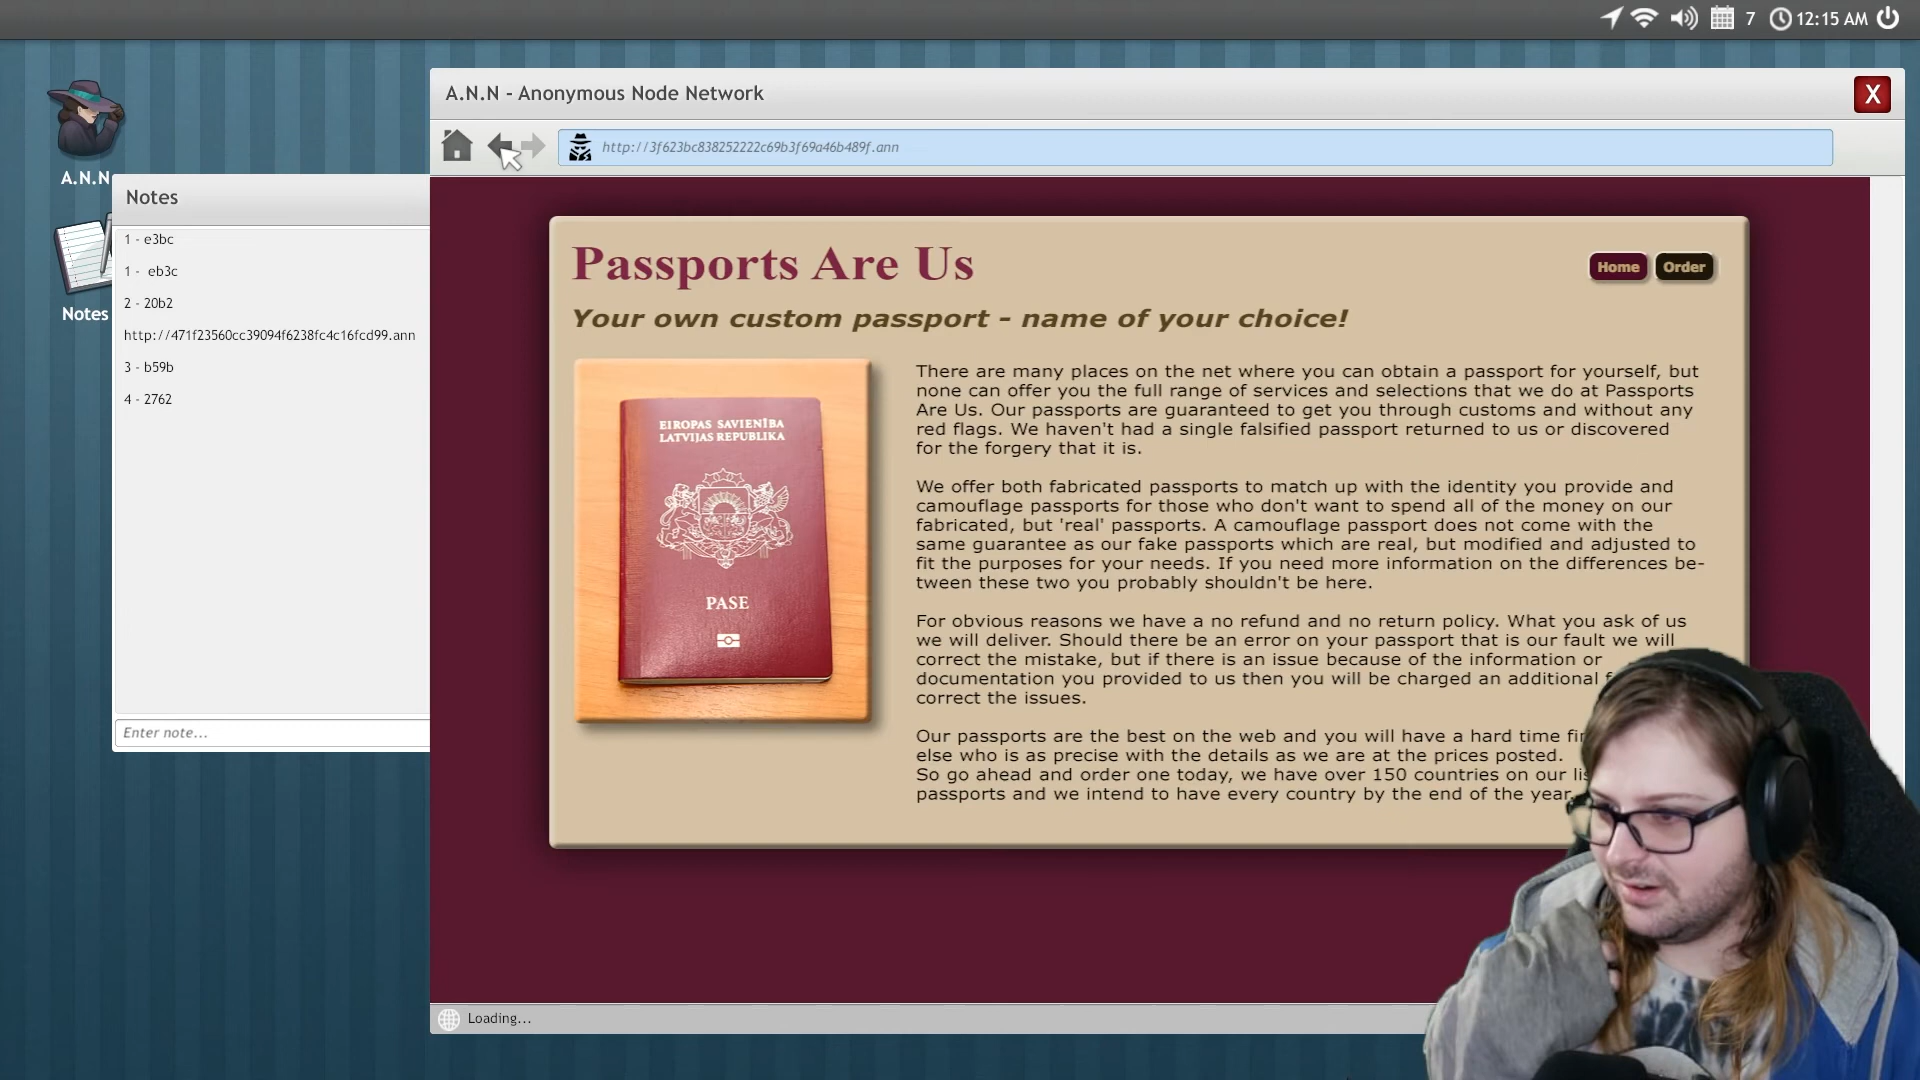 7
12:15 AM
A.N.N
Notes
Notes
1 - e3bc
1 - eb3c
2 - 20b2
http://471f23560cc39094f6238fc4c16fcd99.ann
3 - b59b
4 - 2762
Enter note...
A.N.N - Anonymous Node Network
X
http://3f623bc838252222c69b3f69a46b489f.ann
Passports Are Us
Home
Order
Your own custom passport - name of your choice!
EIROPAS SAVIENĪBA
LATVIJAS REPUBLIKA
PASE
There are many places on the net where you can obtain a passport for yourself, but
none can offer you the full range of services and selections that we do at Passports
Are Us. Our passports are guaranteed to get you through customs and without any
red flags. We haven't had a single falsified passport returned to us or discovered
for the forgery that it is.
We offer both fabricated passports to match up with the identity you provide and
camouflage passports for those who don't want to spend all of the money on our
fabricated, but 'real' passports. A camouflage passport does not come with the
same guarantee as our fake passports which are real, but modified and adjusted to
fit the purposes for your needs. If you need more information on the differences be-
tween these two you probably shouldn't be here.
For obvious reasons we have a no refund and no return policy. What you ask of us
we will deliver. Should there be an error on your passport that is our fault we will
correct the mistake, but if there is an issue because of the information or
documentation you provided to us then you will be charged an additional
correct the issues.
Our passports are the best on the web and you will have a hard time
else who is as precise with the details as we are at the prices posted.
So go ahead and order one today, we have over 150 countries on our
passports and we intend to have every country by the end of the year.
Loading...